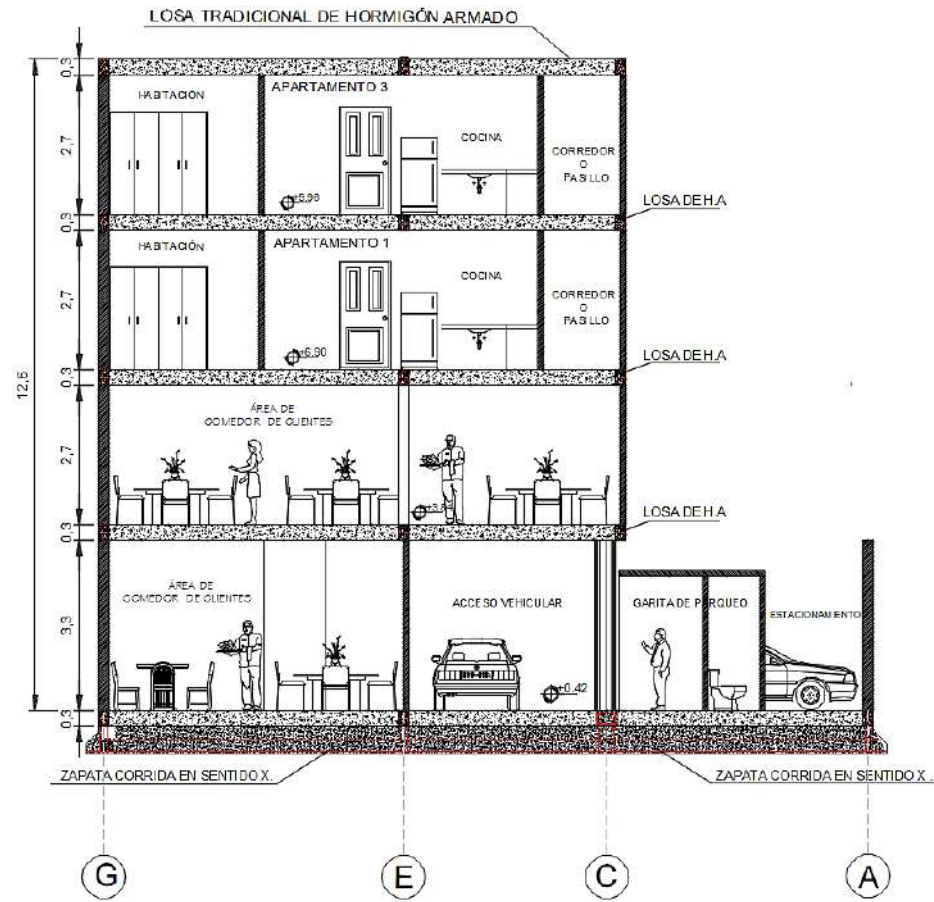 LOSA TRADICIONAL DE HORMIGÓN ARMADO
0,3
HABITACIÓN
APARTAMENTO 3
COCINA
CORREDOR
O
PASILLO
2,7
LOSA DE H.A
0,3
HABITACIÓN
APARTAMENTO 1
COCINA
CORREDOR
O
PASILLO
2,7
+6.90
LOSA DE H.A
0,3
12,6
ÁREA DE
COMEDOR DE CLIENTES
2,7
LOSA DE H.A
0,3
ÁREA DE
COMEDOR DE CLIENTES
ACCESO VEHICULAR
GARITA DE PARQUEO
ESTACIONAMIENTO
3,3
+0.42
0,3
ZAPATA CORRIDA EN SENTIDO X.
ZAPATA CORRIDA EN SENTIDO X.
G
E
C
A